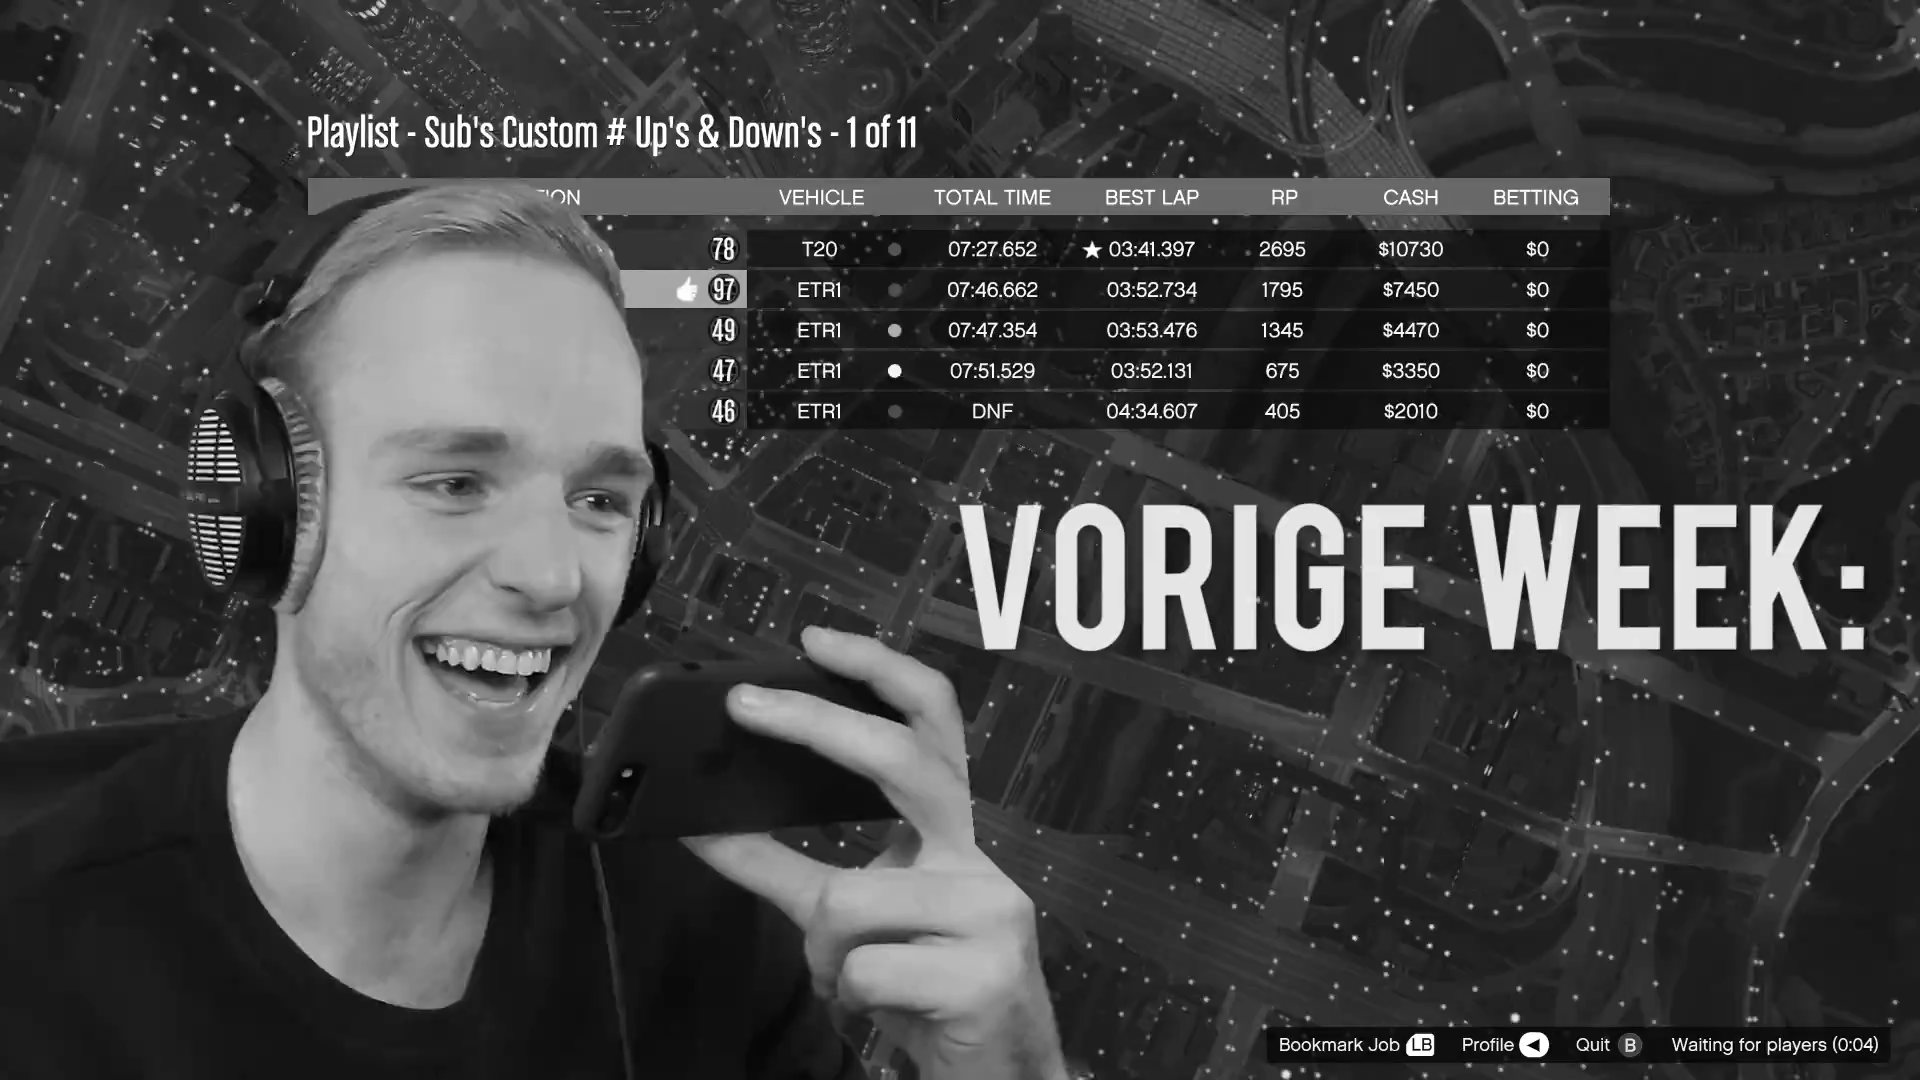 Playlist - Sub's Custom # Up's & Down's - 1 of 11
VEHICLE TOTAL TIME BEST LAP RP CASH BETTING
78 T20 07:27.652 ★ 03:41.397 2695 $10730 $0
97 ETR1 07:46.662 03:52.734 1795 $7450 $0
49 ETR1 07:47.354 03:53.476 1345 $4470 $0
47 ETR1 07:51.529 03:52.131 675 $3350 $0
46 ETR1 DNF 04:34.607 405 $2010 $0
VORIGE WEEK:
Bookmark Job LB Profile ◀ Quit B Waiting for players (0:04)